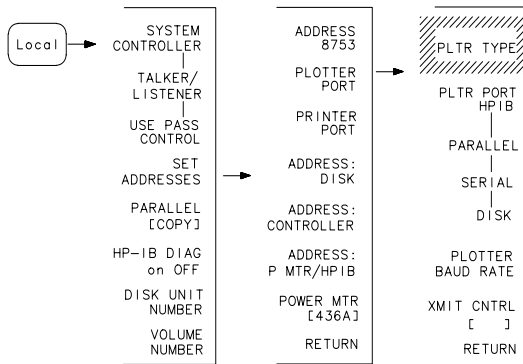 Local
SYSTEM
CONTROLLER
TALKER/
LISTENER
USE PASS
CONTROL
SET
ADDRESSES
PARALLEL
[COPY]
HP-IB DIAG
on OFF
DISK UNIT
NUMBER
VOLUME
NUMBER
ADDRESS
8753
PLOTTER
PORT
PRINTER
PORT
ADDRESS:
DISK
ADDRESS:
CONTROLLER
ADDRESS:
P MTR/HPIB
POWER MTR
[436A]
RETURN
PLTR TYPE
PLTR PORT
HPIB
PARALLEL
SERIAL
DISK
PLOTTER
BAUD RATE
XMIT CNTRL
[ ]
RETURN